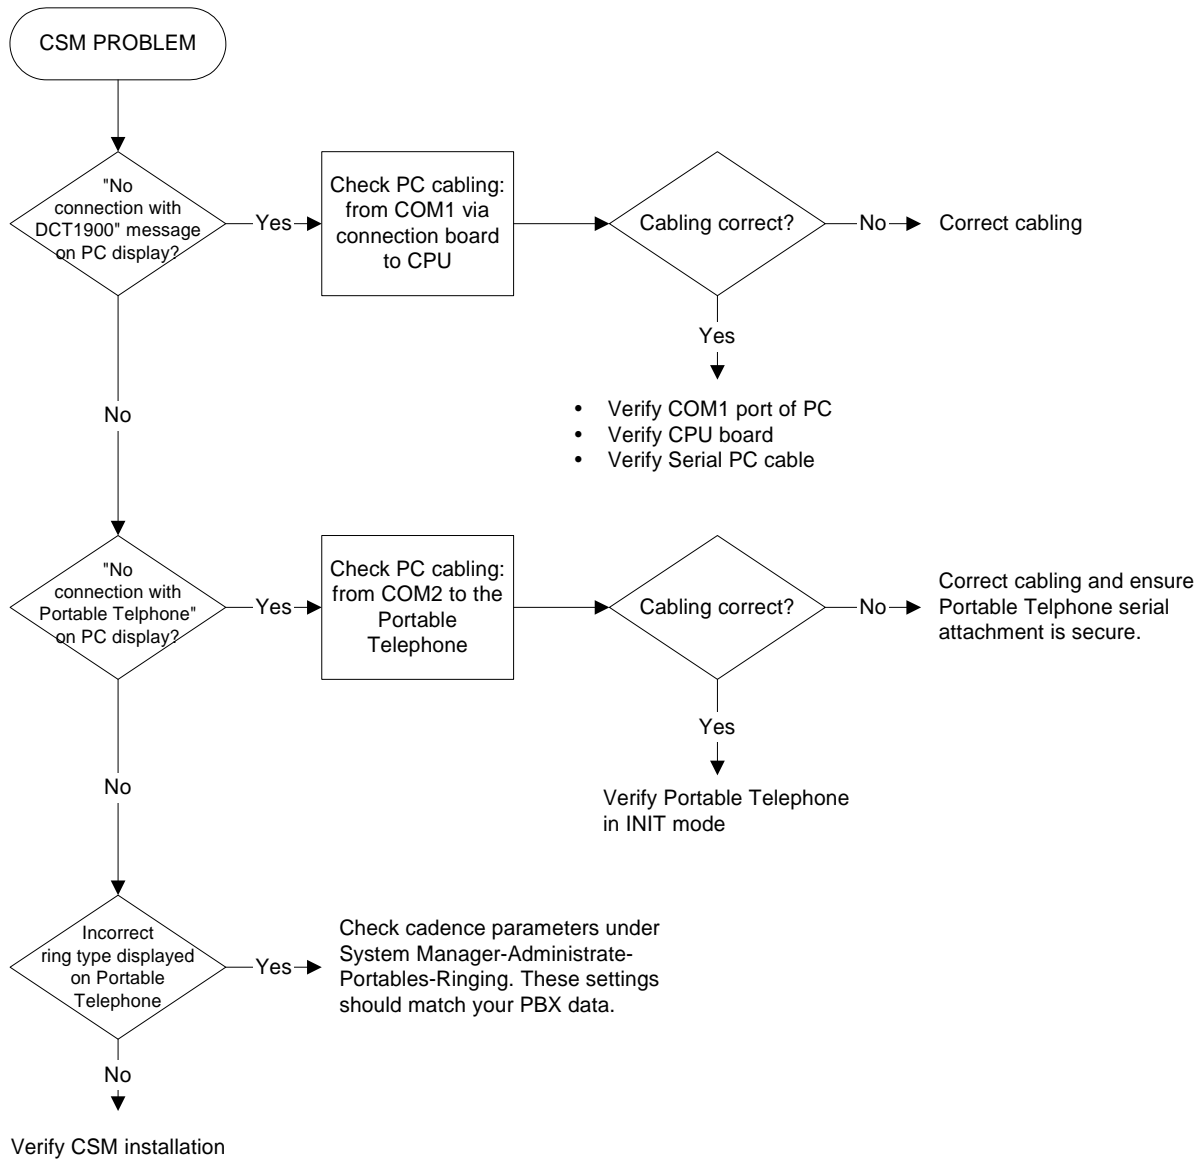 CSM PROBLEM
"No
connection with
DCT1900" message
on PC display?
Yes
Check PC cabling:
from COM1 via
connection board
to CPU
Cabling correct?
No
Correct cabling
Yes
• Verify COM1 port of PC
• Verify CPU board
• Verify Serial PC cable
No
"No
connection with
Portable Telphone"
on PC display?
Yes
Check PC cabling:
from COM2 to the
Portable
Telephone
Cabling correct?
No
Correct cabling and ensure
Portable Telphone serial
attachment is secure.
Yes
Verify Portable Telephone
in INIT mode
No
Incorrect
ring type displayed
on Portable
Telephone
Yes
Check cadence parameters under
System Manager-Administrate-
Portables-Ringing. These settings
should match your PBX data.
No
Verify CSM installation